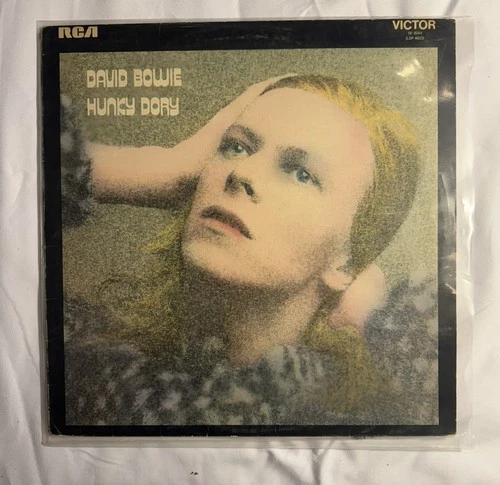 RCA
VICTOR
DAVID BOWIE
HUNKY DORY